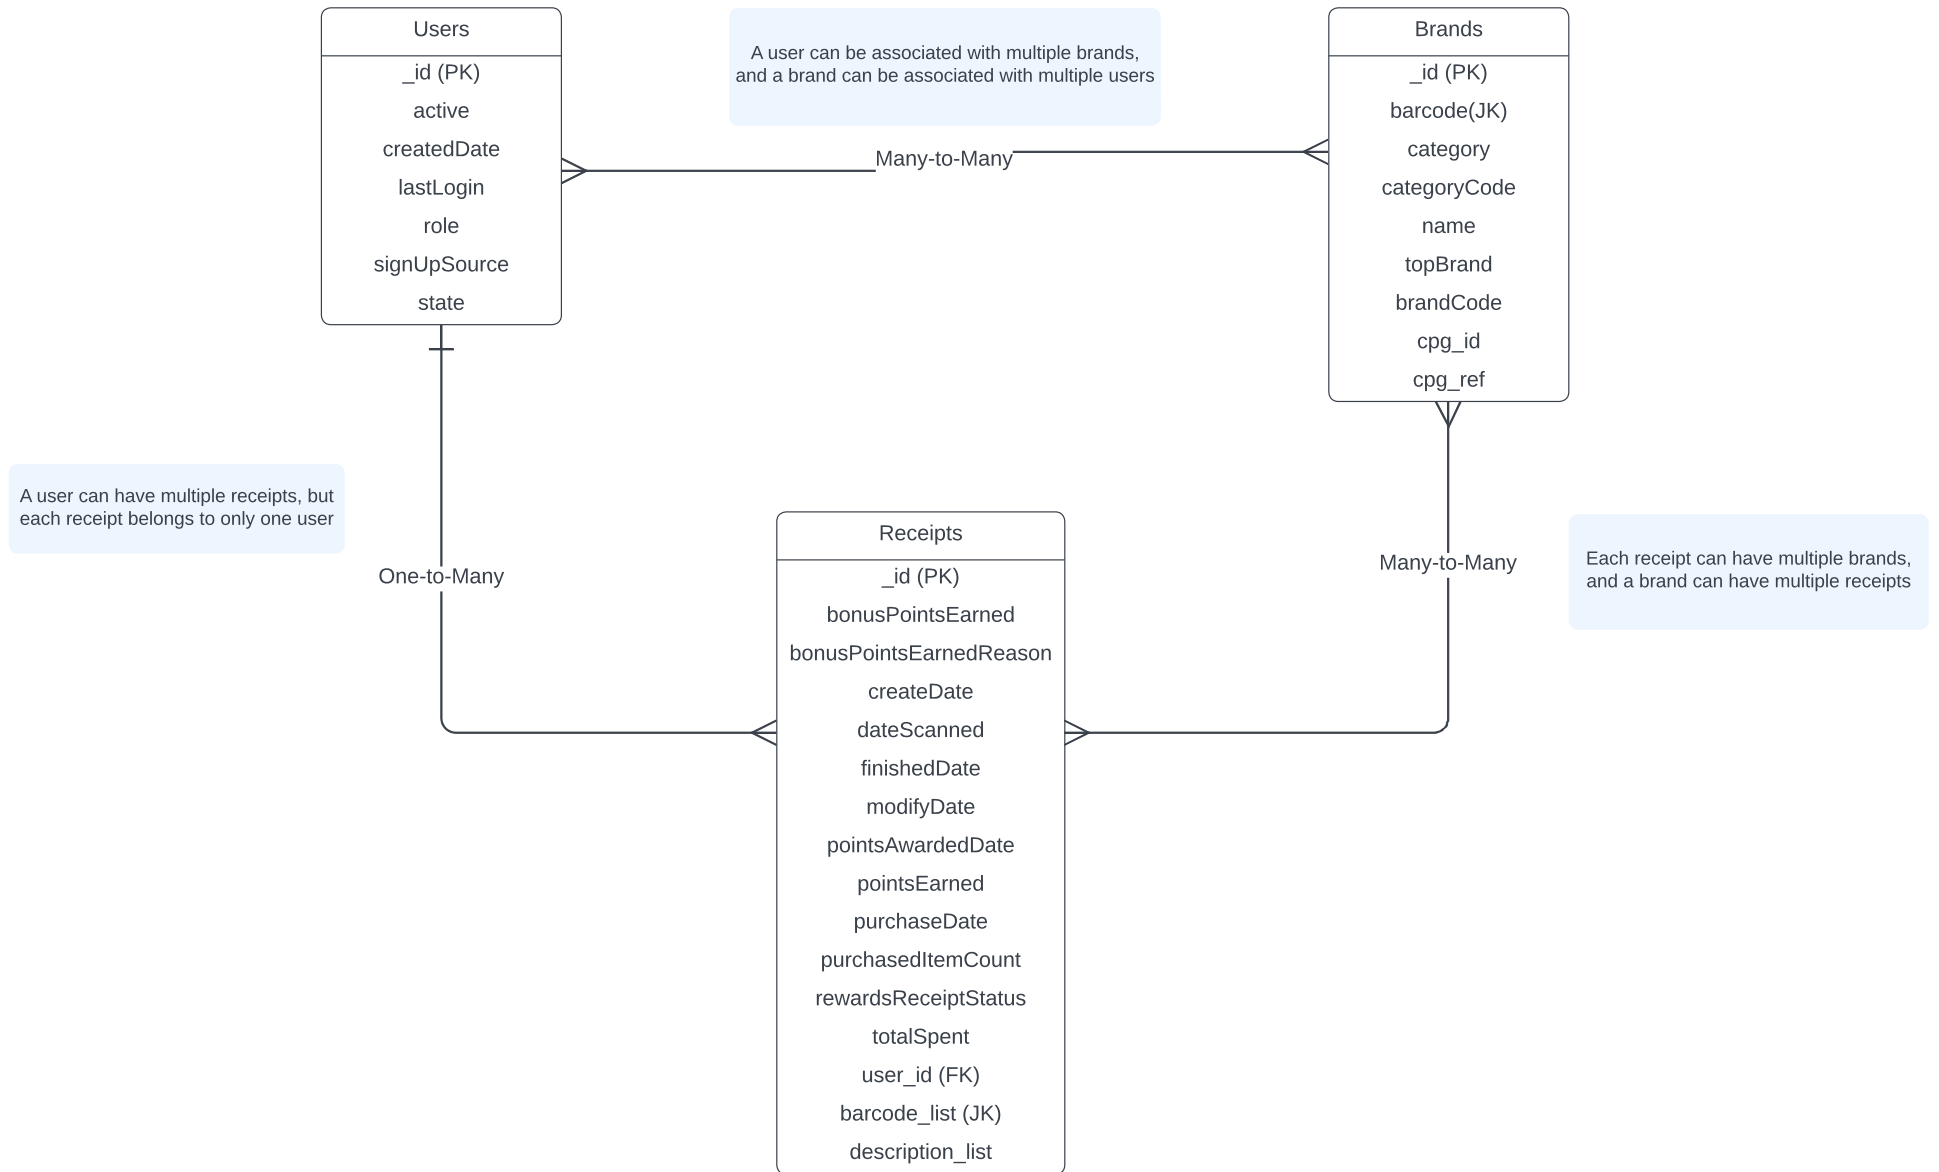 Users
_id (PK)
active
createdDate
lastLogin
role
signUpSource
state
A user can be associated with multiple brands,
and a brand can be associated with multiple users
Many-to-Many
Brands
_id (PK)
barcode(JK)
category
categoryCode
name
topBrand
brandCode
cpg_id
cpg_ref
A user can have multiple receipts, but
each receipt belongs to only one user
One-to-Many
Receipts
_id (PK)
bonusPointsEarned
bonusPointsEarnedReason
createDate
dateScanned
finishedDate
modifyDate
pointsAwardedDate
pointsEarned
purchaseDate
purchasedItemCount
rewardsReceiptStatus
totalSpent
user_id (FK)
barcode_list (JK)
description_list
Many-to-Many
Each receipt can have multiple brands,
and a brand can have multiple receipts